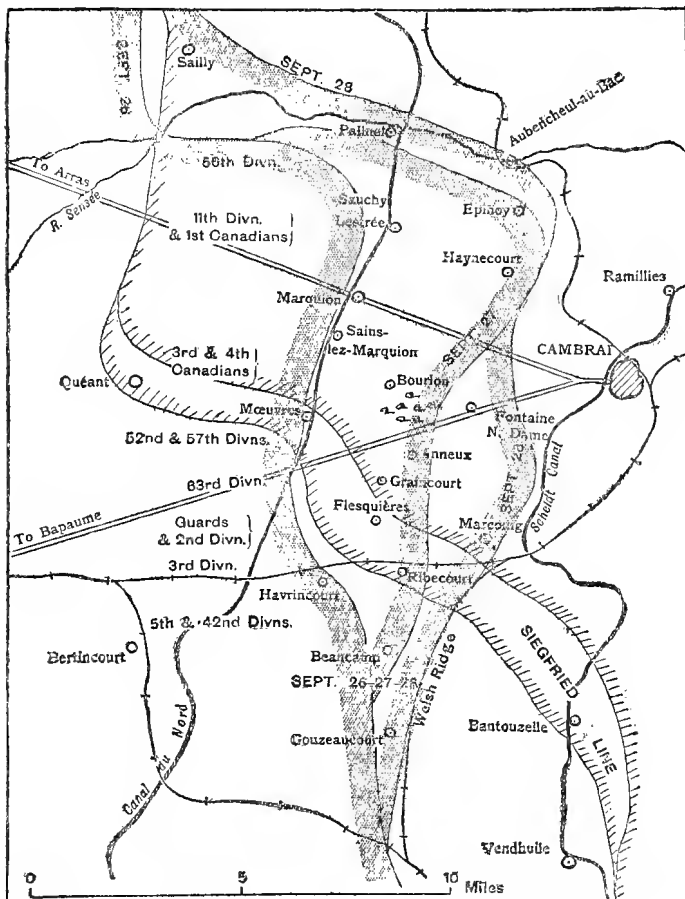 SEPT. 26
Sailly
SEPT. 28
Aubencheul-au-Bac
Palluel
To Arras
56th Divn.
R. Sensée
11th Divn.
& 1st Canadians
Sauchy
Lestrée
Epinoy
Haynecourt
Ramillies
Marquion
Sains-
lez-Marquion
SEPT. 27
CAMBRAI
3rd & 4th
Canadians
Quéant
Bourlon
Mœuvres
Fontaine
N. Dame
52nd & 57th Divns.
Anneux
SEPT. 28
63rd Divn.
Graincourt
Scheldt Canal
To Bapaume
Flesquières
Guards
& 2nd Divn.
Marcoing
3rd Divn.
Ribecourt
Havrincourt
5th & 42nd Divns.
Bertincourt
Beaucamp
Welsh Ridge
SIEGFRIED
LINE
SEPT. 26-27-28
Bantouzelle
Gouzeaucourt
Canal du Nord
Vendhuile
0 5 10
Miles